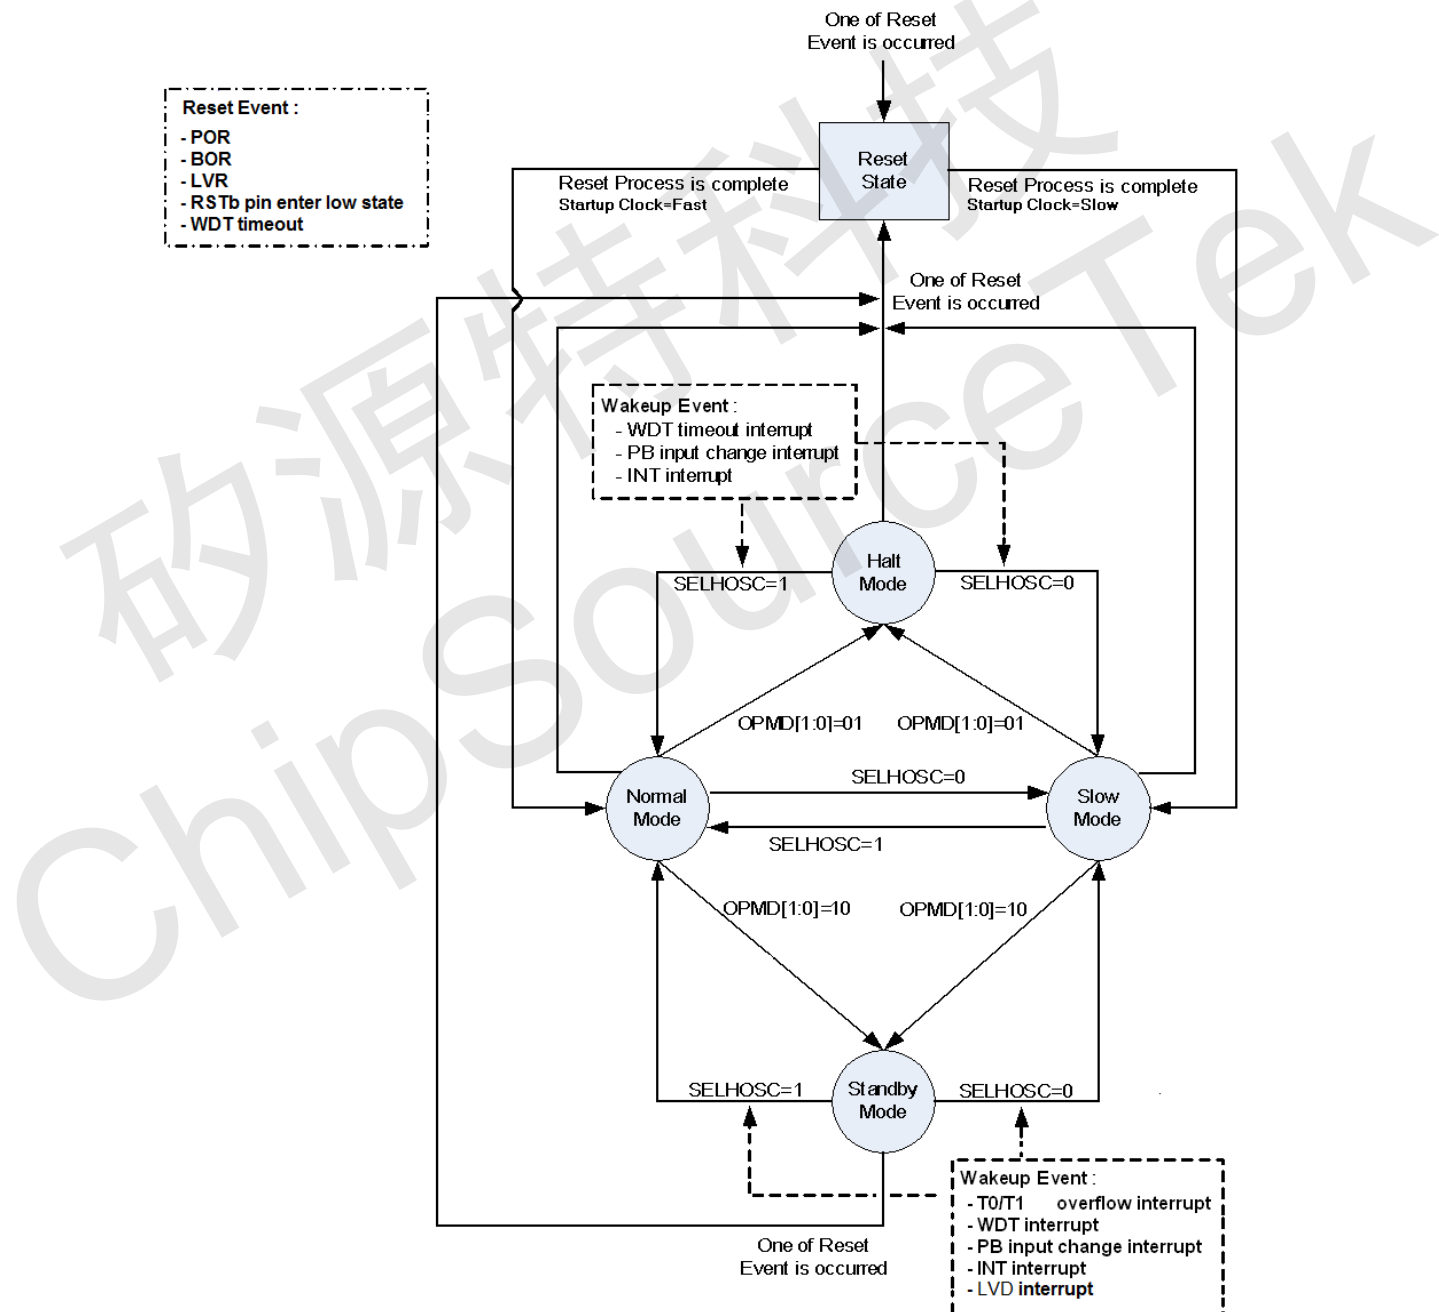 One of Reset
Event is occurred
Reset Event :
- POR
- BOR
- LVR
- RSTb pin enter low state
- WDT timeout
Reset
State
Reset Process is complete
Startup Clock=Fast
Reset Process is complete
Startup Clock=Slow
One of Reset
Event is occurred
Wakeup Event :
- WDT timeout interrupt
- PB input change interrupt
- INT interrupt
Halt
Mode
SELHOSC=1
SELHOSC=0
OPMD[1:0]=01
OPMD[1:0]=01
SELHOSC=0
Normal
Mode
Slow
Mode
SELHOSC=1
OPMD[1:0]=10
OPMD[1:0]=10
SELHOSC=1
Standby
Mode
SELHOSC=0
Wakeup Event :
- T0/T1 overflow interrupt
- WDT interrupt
- PB input change interrupt
- INT interrupt
- LVD interrupt
One of Reset
Event is occurred
矽源特科技
ChipSourceTek